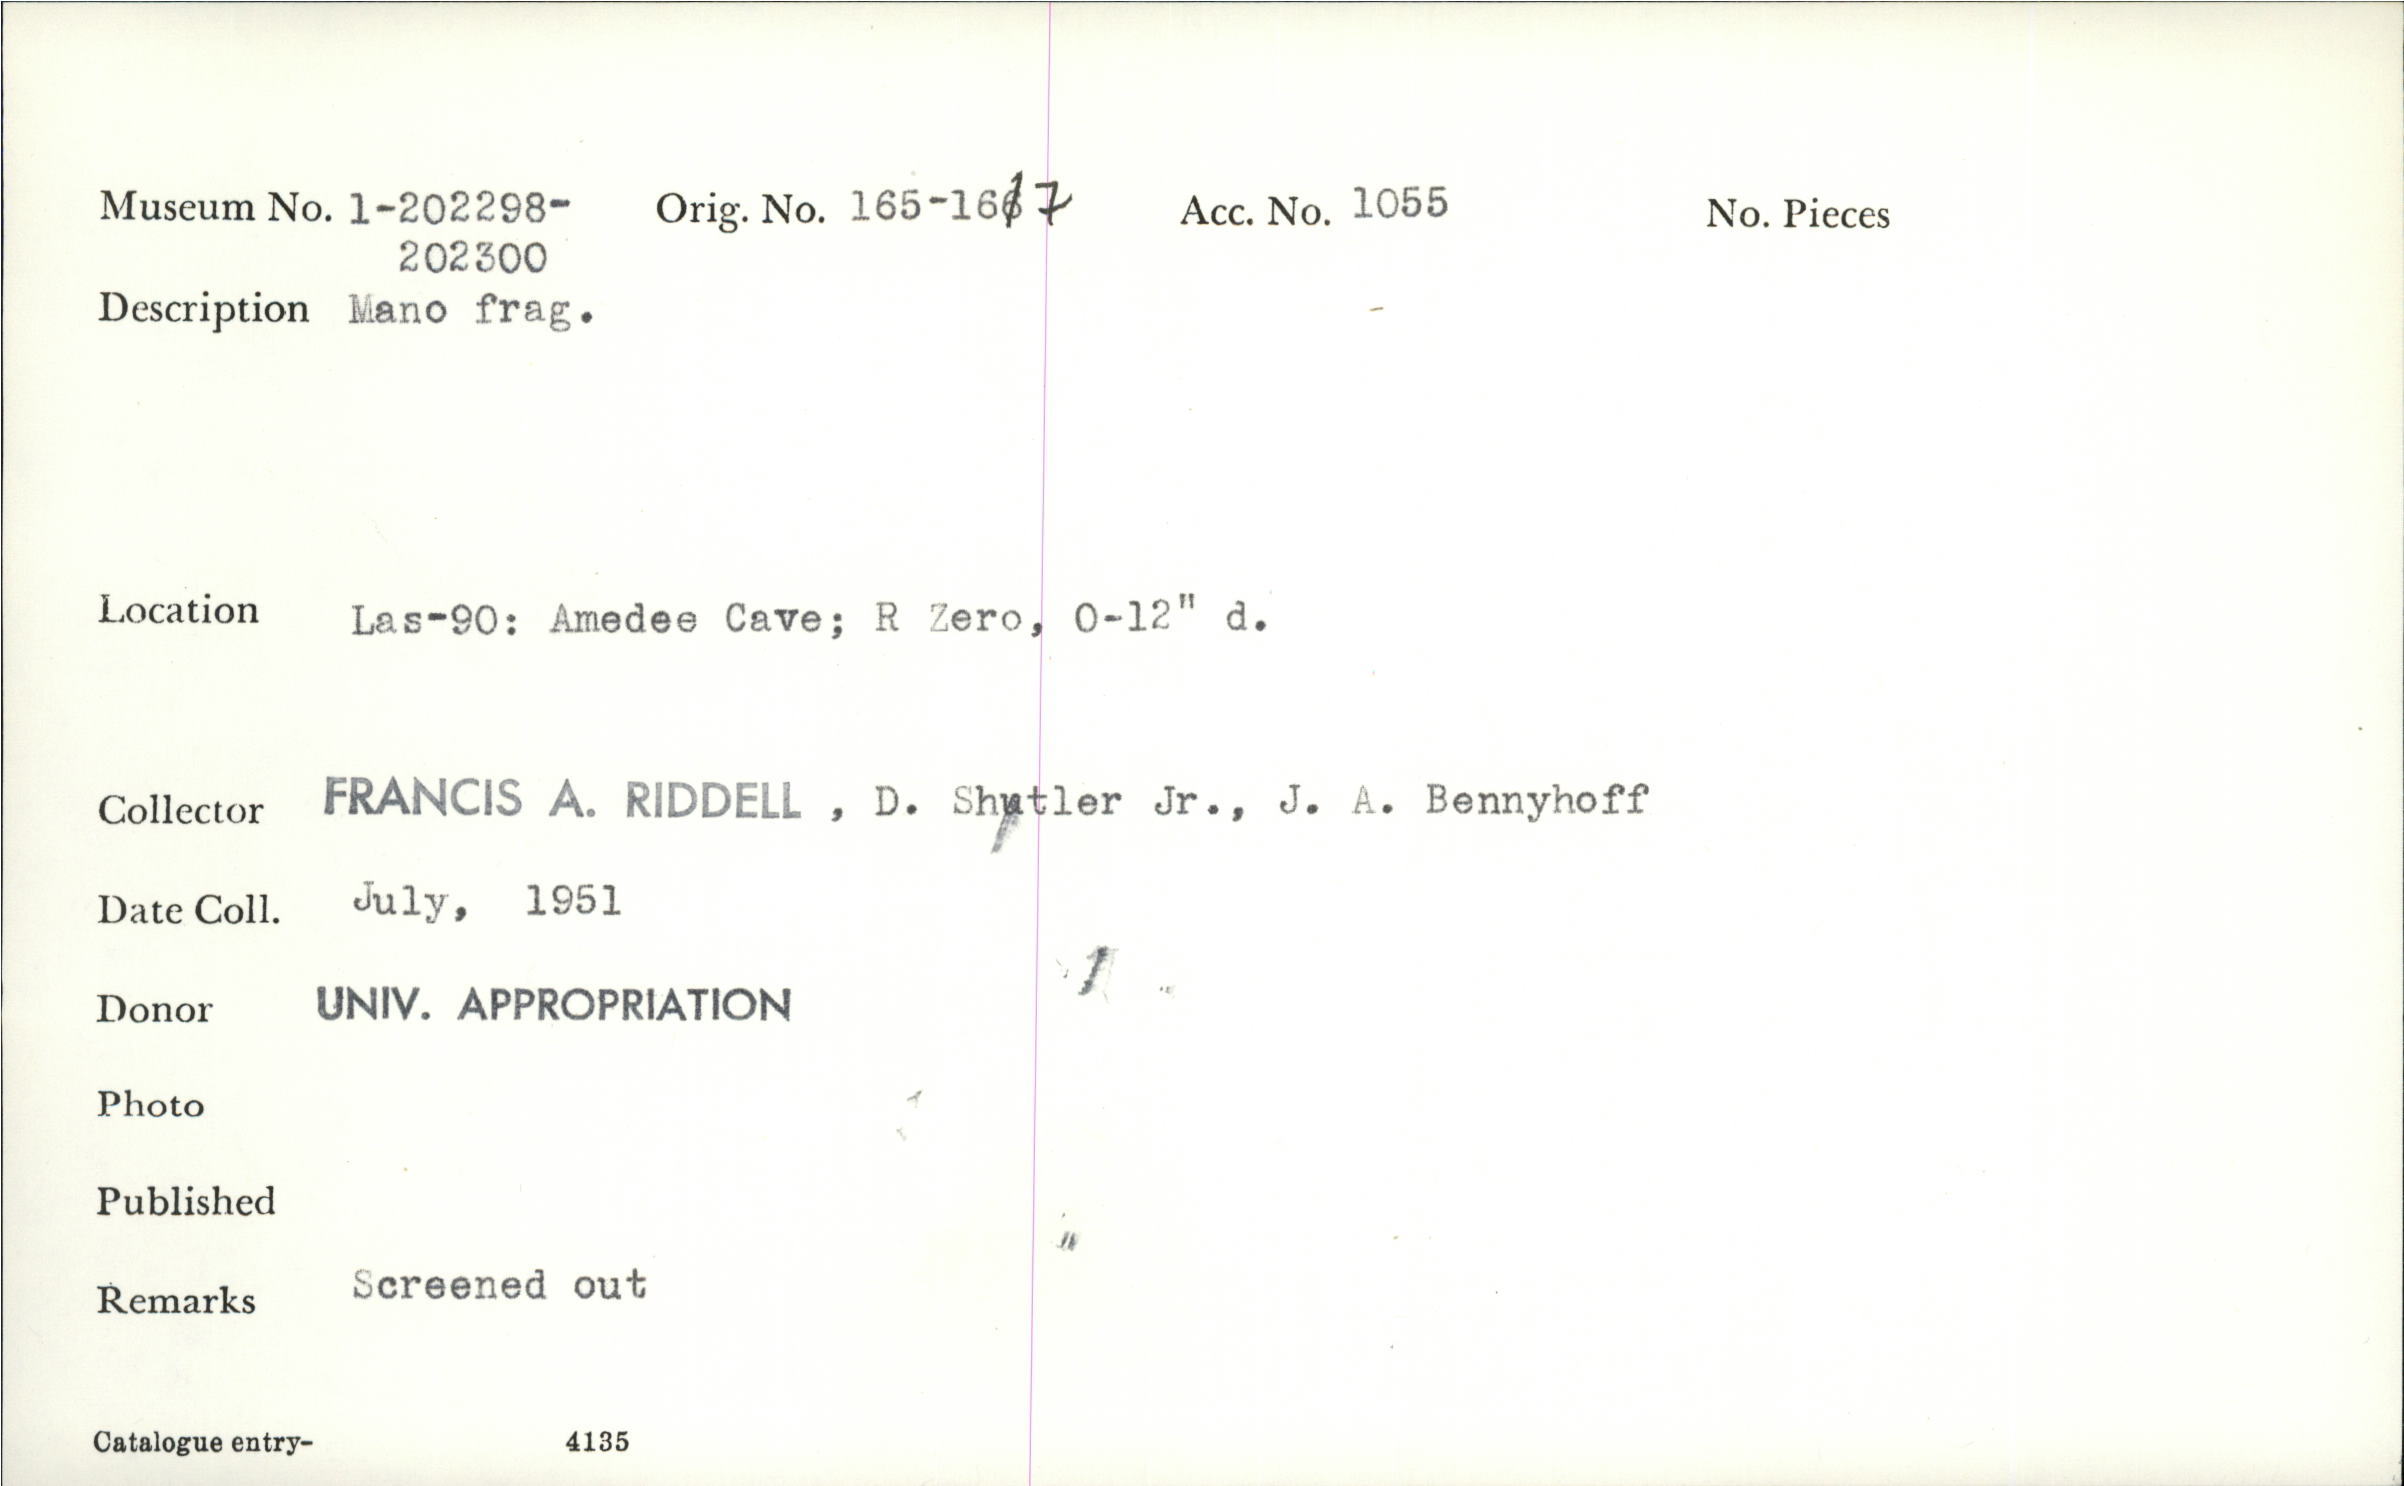 Museum No. 1-202298- Orig. No. 165-167 Acc. No. 1055 No. Pieces
202300
Description Mano frag.
Location Las-90: Amedee Cave; R Zero, 0-12" d.
Collector FRANCIS A. RIDDELL , D. Shutler Jr., J. A. Bennyhoff
Date Coll. July, 1951
Donor UNIV. APPROPRIATION
Photo
Published
Remarks Screened out
Catalogue entry- 4135